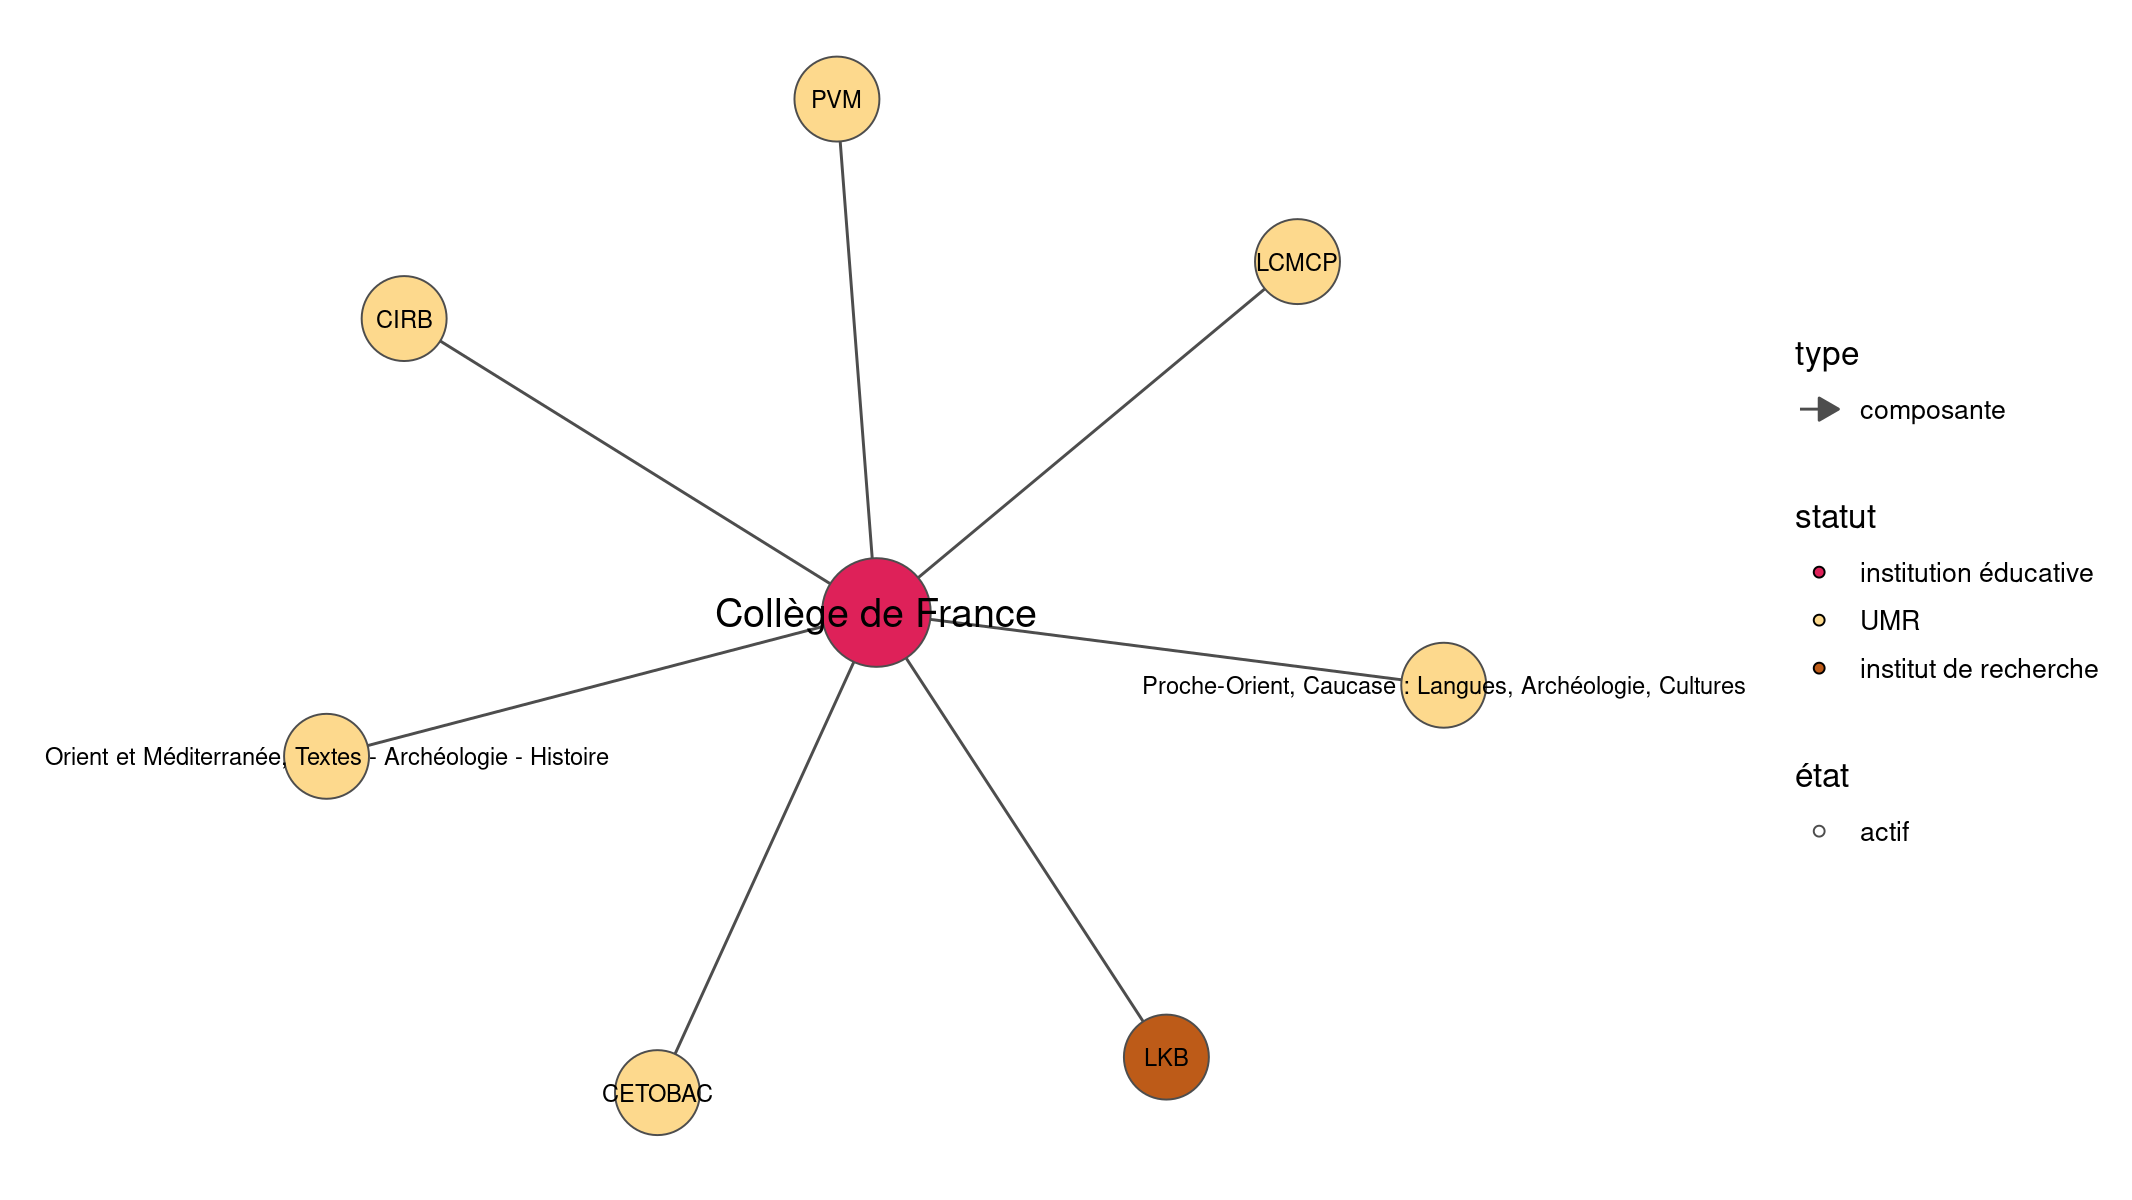 PVM
LCMCP
CIRB
Collège de France
Proche-Orient, Caucase : Langues, Archéologie, Cultures
Orient et Méditerranée, Textes - Archéologie - Histoire
LKB
CETOBAC
type
composante
statut
institution éducative
UMR
institut de recherche
état
actif